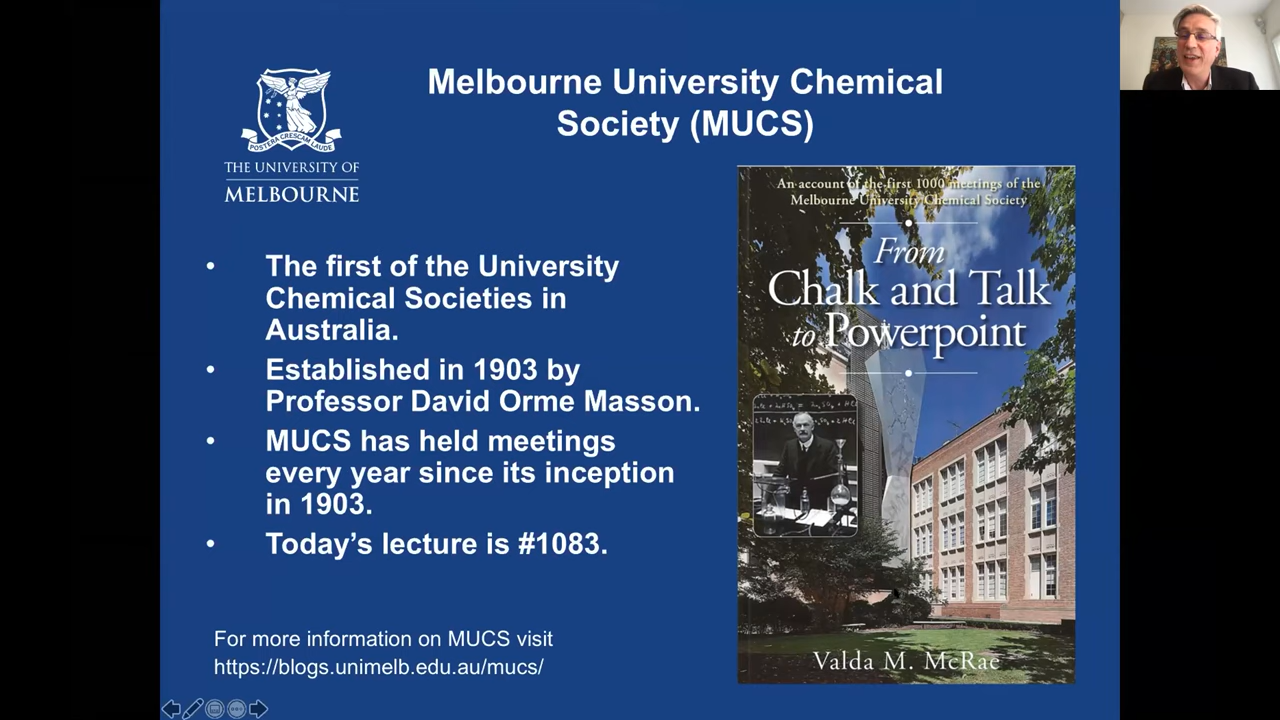 Melbourne University Chemical
Society (MUCS)
POSTERA CRESCAM LAUDE
THE UNIVERSITY OF
MELBOURNE
• The first of the University
Chemical Societies in
Australia.
• Established in 1903 by
Professor David Orme Masson.
• MUCS has held meetings
every year since its inception
in 1903.
• Today's lecture is #1083.
For more information on MUCS visit
https://blogs.unimelb.edu.au/mucs/
An account of the first 1000 meetings of the
Melbourne University Chemical Society
From
Chalk and Talk
to Powerpoint
Valda M. McRae